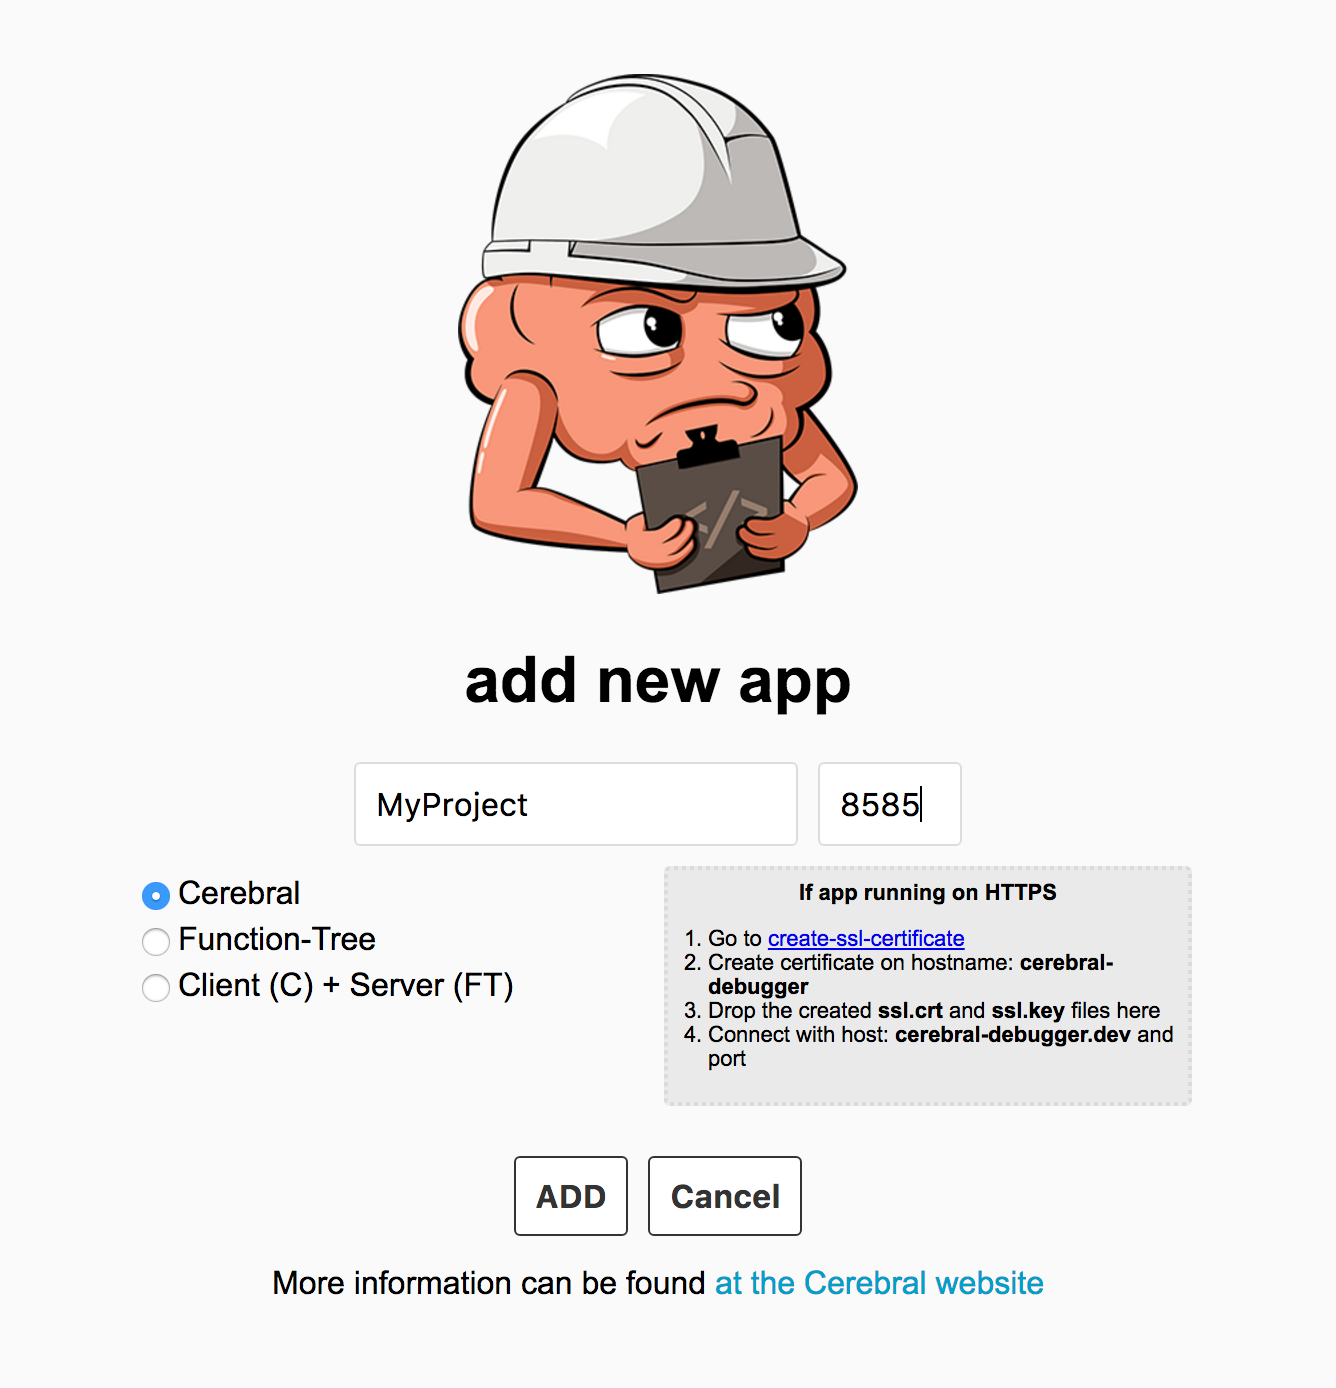 </>
add new app
MyProject
8585
Cerebral
Function-Tree
Client (C) + Server (FT)
If app running on HTTPS
1. Go to create-ssl-certificate
2. Create certificate on hostname: cerebral-
debugger
3. Drop the created ssl.crt and ssl.key files here
4. Connect with host: cerebral-debugger.dev and
port
ADD
Cancel
More information can be found at the Cerebral website